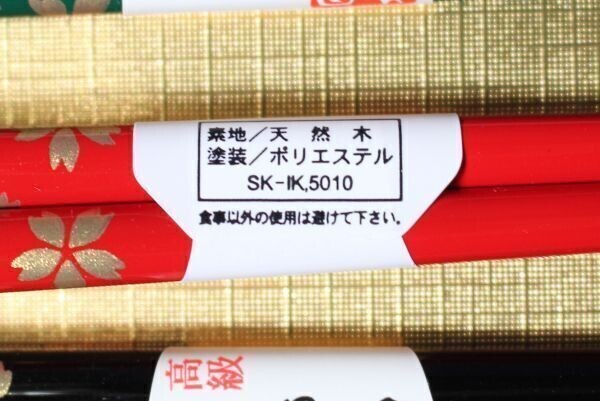 素地/天然木
塗装/ポリエステル
SK-IK,5010
食事以外の使用は避けて下さい。
高級